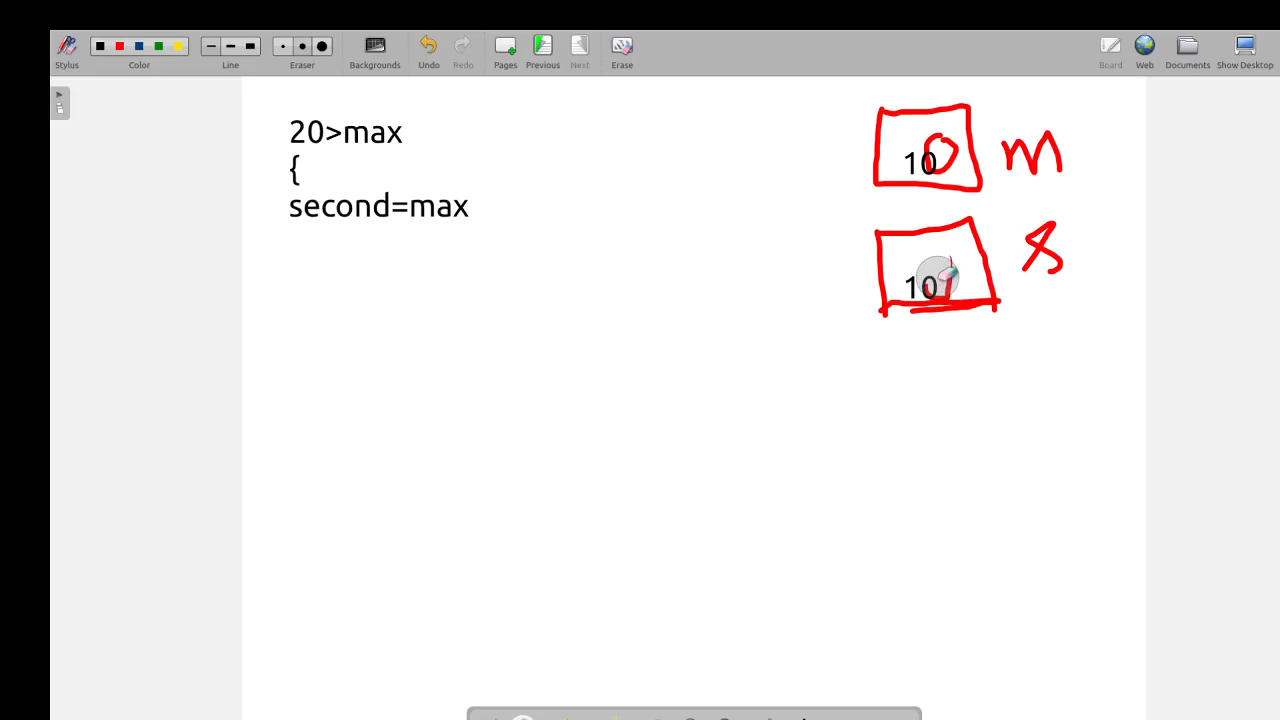 Stylus
Color
Line
Eraser
Backgrounds
Undo
Redo
Pages
Previous
Next
Erase
Board
Web
Documents
Show Desktop
20>max
{
second=max
10
0
m
10
s